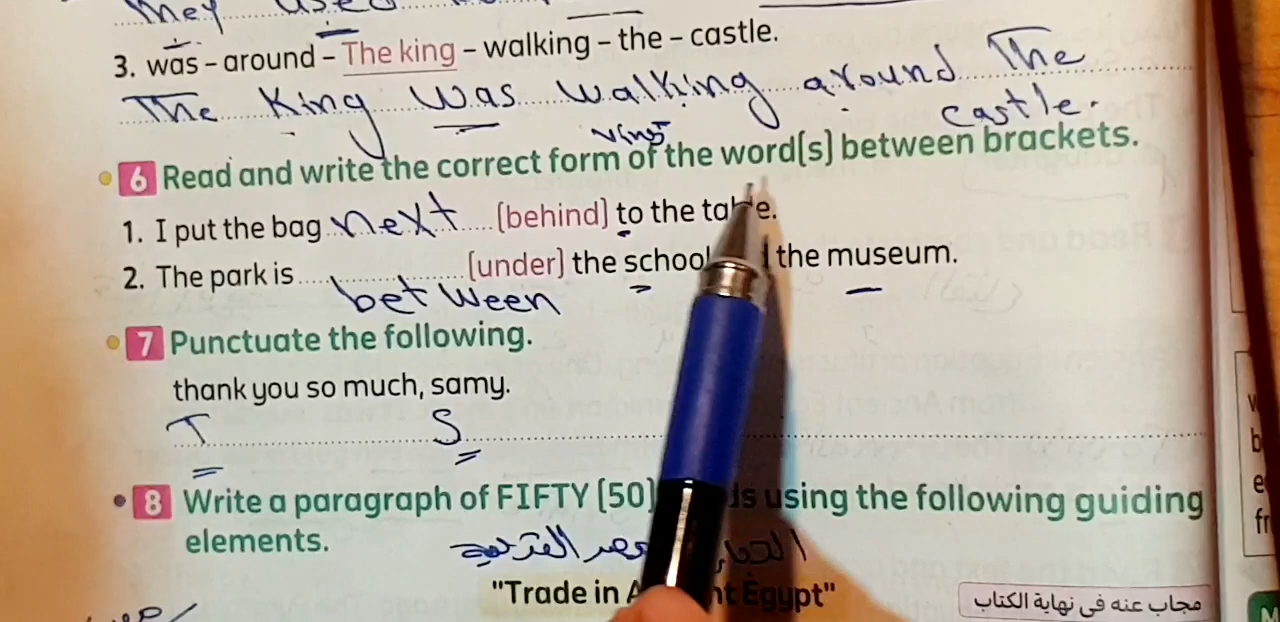 They used
3. was – around – The king – walking – the – castle.
The King was walking around The
castle.
6 Read and write the correct form of the word(s) between brackets.
1. I put the bag next [behind] to the table.
2. The park is between [under] the school the museum.
7 Punctuate the following.
thank you so much, samy.
T S
8 Write a paragraph of FIFTY [50] using the following guiding
elements.
"Trade in Egypt"
مجاب عنه فى نهاية الكتاب